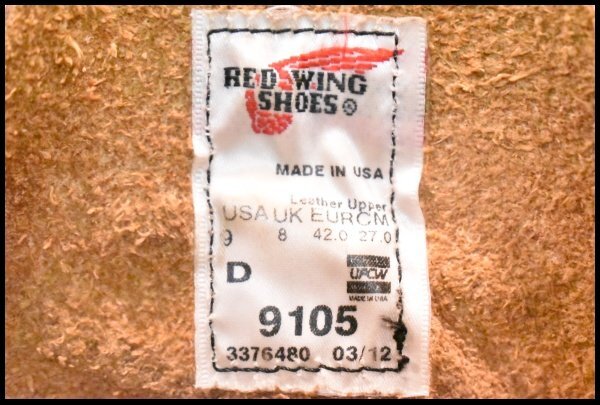 RED WING
SHOES®
MADE IN USA
Leather Upper
USA UK EUR CM
9 8 42.0 27.0
D
UFCW
MADE IN USA
9105
3376480 03/12